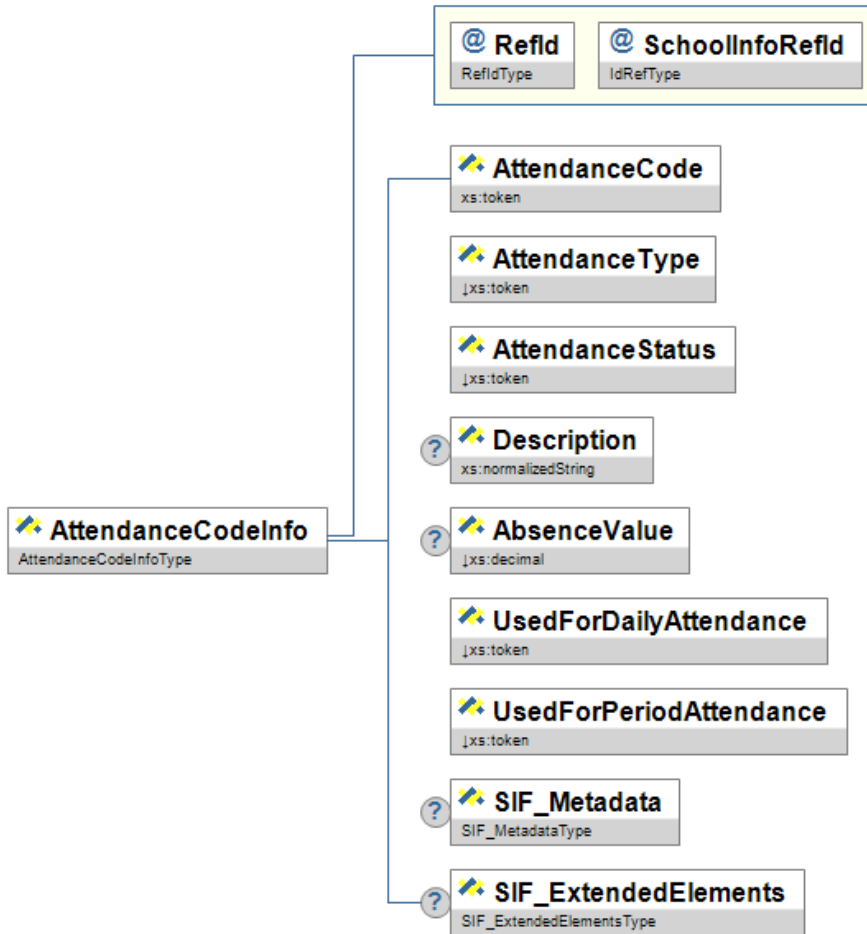 @ RefId
RefIdType
@ SchoolInfoRefId
IdRefType
AttendanceCode
xs:token
AttendanceType
↓xs:token
AttendanceStatus
↓xs:token
? Description
xs:normalizedString
AttendanceCodeInfo
AttendanceCodeInfoType
? AbsenceValue
↓xs:decimal
UsedForDailyAttendance
↓xs:token
UsedForPeriodAttendance
↓xs:token
? SIF_Metadata
SIF_MetadataType
? SIF_ExtendedElements
SIF_ExtendedElementsType